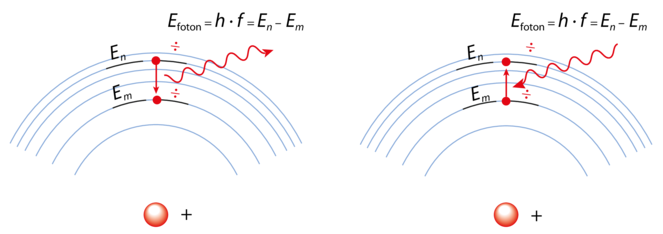 E_foton = h · f = E_n – E_m
E_n
÷
E_m
÷
+
E_foton = h · f = E_n – E_m
E_n
÷
E_m
÷
+